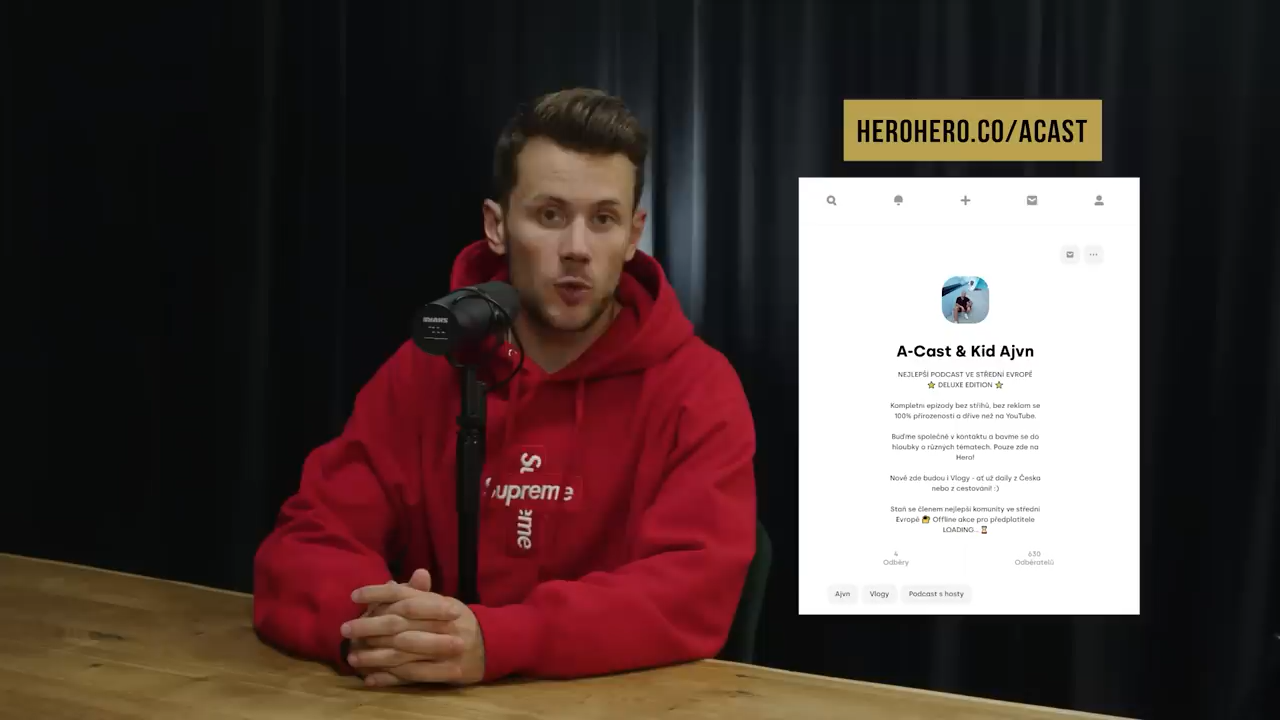 HEROHERO.CO/ACAST
A-Cast & Kid Ajvn
NEJLEPŠÍ PODCAST VE STŘEDNÍ EVROPĚ
⭐ DELUXE EDITION ⭐
Kompletní epizody bez střihů, bez reklam se
100% přirozeností a dříve než na YouTube.
Buďme společně v kontaktu a bavme se do
hloubky o různých tématech. Pouze zde na
Hero!
Nově zde budou i Vlogy - ať už daily z Česka
nebo z cestování! :)
Staň se členem nejlepší komunity ve střední
Evropě 🔐 Offline akce pro předplatitele
LOADING... ⏳
4
Odběry
630
Odběratelů
Ajvn
Vlogy
Podcast s hosty
SHURE
Su
Supreme
me